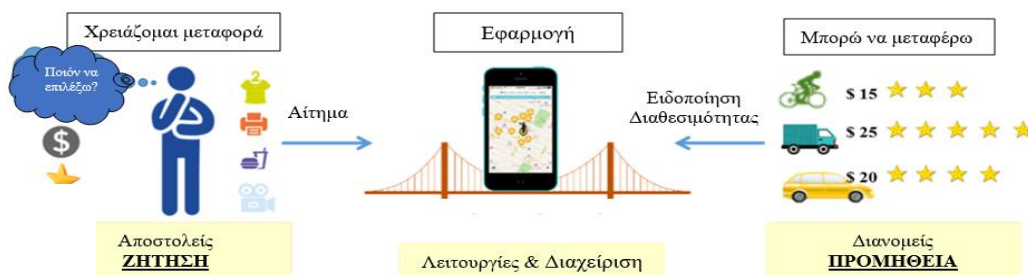 Χρειάζομαι μεταφορά
Εφαρμογή
Μπορώ να μεταφέρω
Ποιόν να
επιλέξω?
$
2
Αίτημα
Ειδοποίηση
Διαθεσιμότητας
$ 15
$ 25
$ 20
Αποστολείς
ΖΗΤΗΣΗ
Λειτουργίες & Διαχείριση
Διανομείς
ΠΡΟΜΗΘΕΙΑ